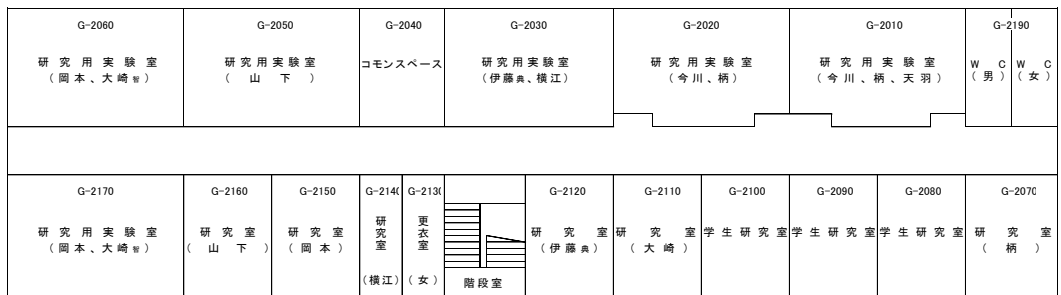 G-2060 G-2050 G-2040 G-2030 G-2020 G-2010 G-2190
研究用実験室 研究用実験室 コモンスペース 研究用実験室 研究用実験室 研究用実験室 WC WC
（岡本、大崎智） （山下） （伊藤典、横江） （今川、柄） （今川、柄、天羽） （男） （女）
G-2170 G-2160 G-2150 G-2140 G-2130 G-2120 G-2110 G-2100 G-2090 G-2080 G-2070
研究用実験室 研究室 研究室 研究室 更衣室 研究室 研究室 学生研究室 学生研究室 学生研究室 研究室
（岡本、大崎智） （山下） （岡本） （横江） （女） 階段室 （伊藤典） （大崎） （柄）